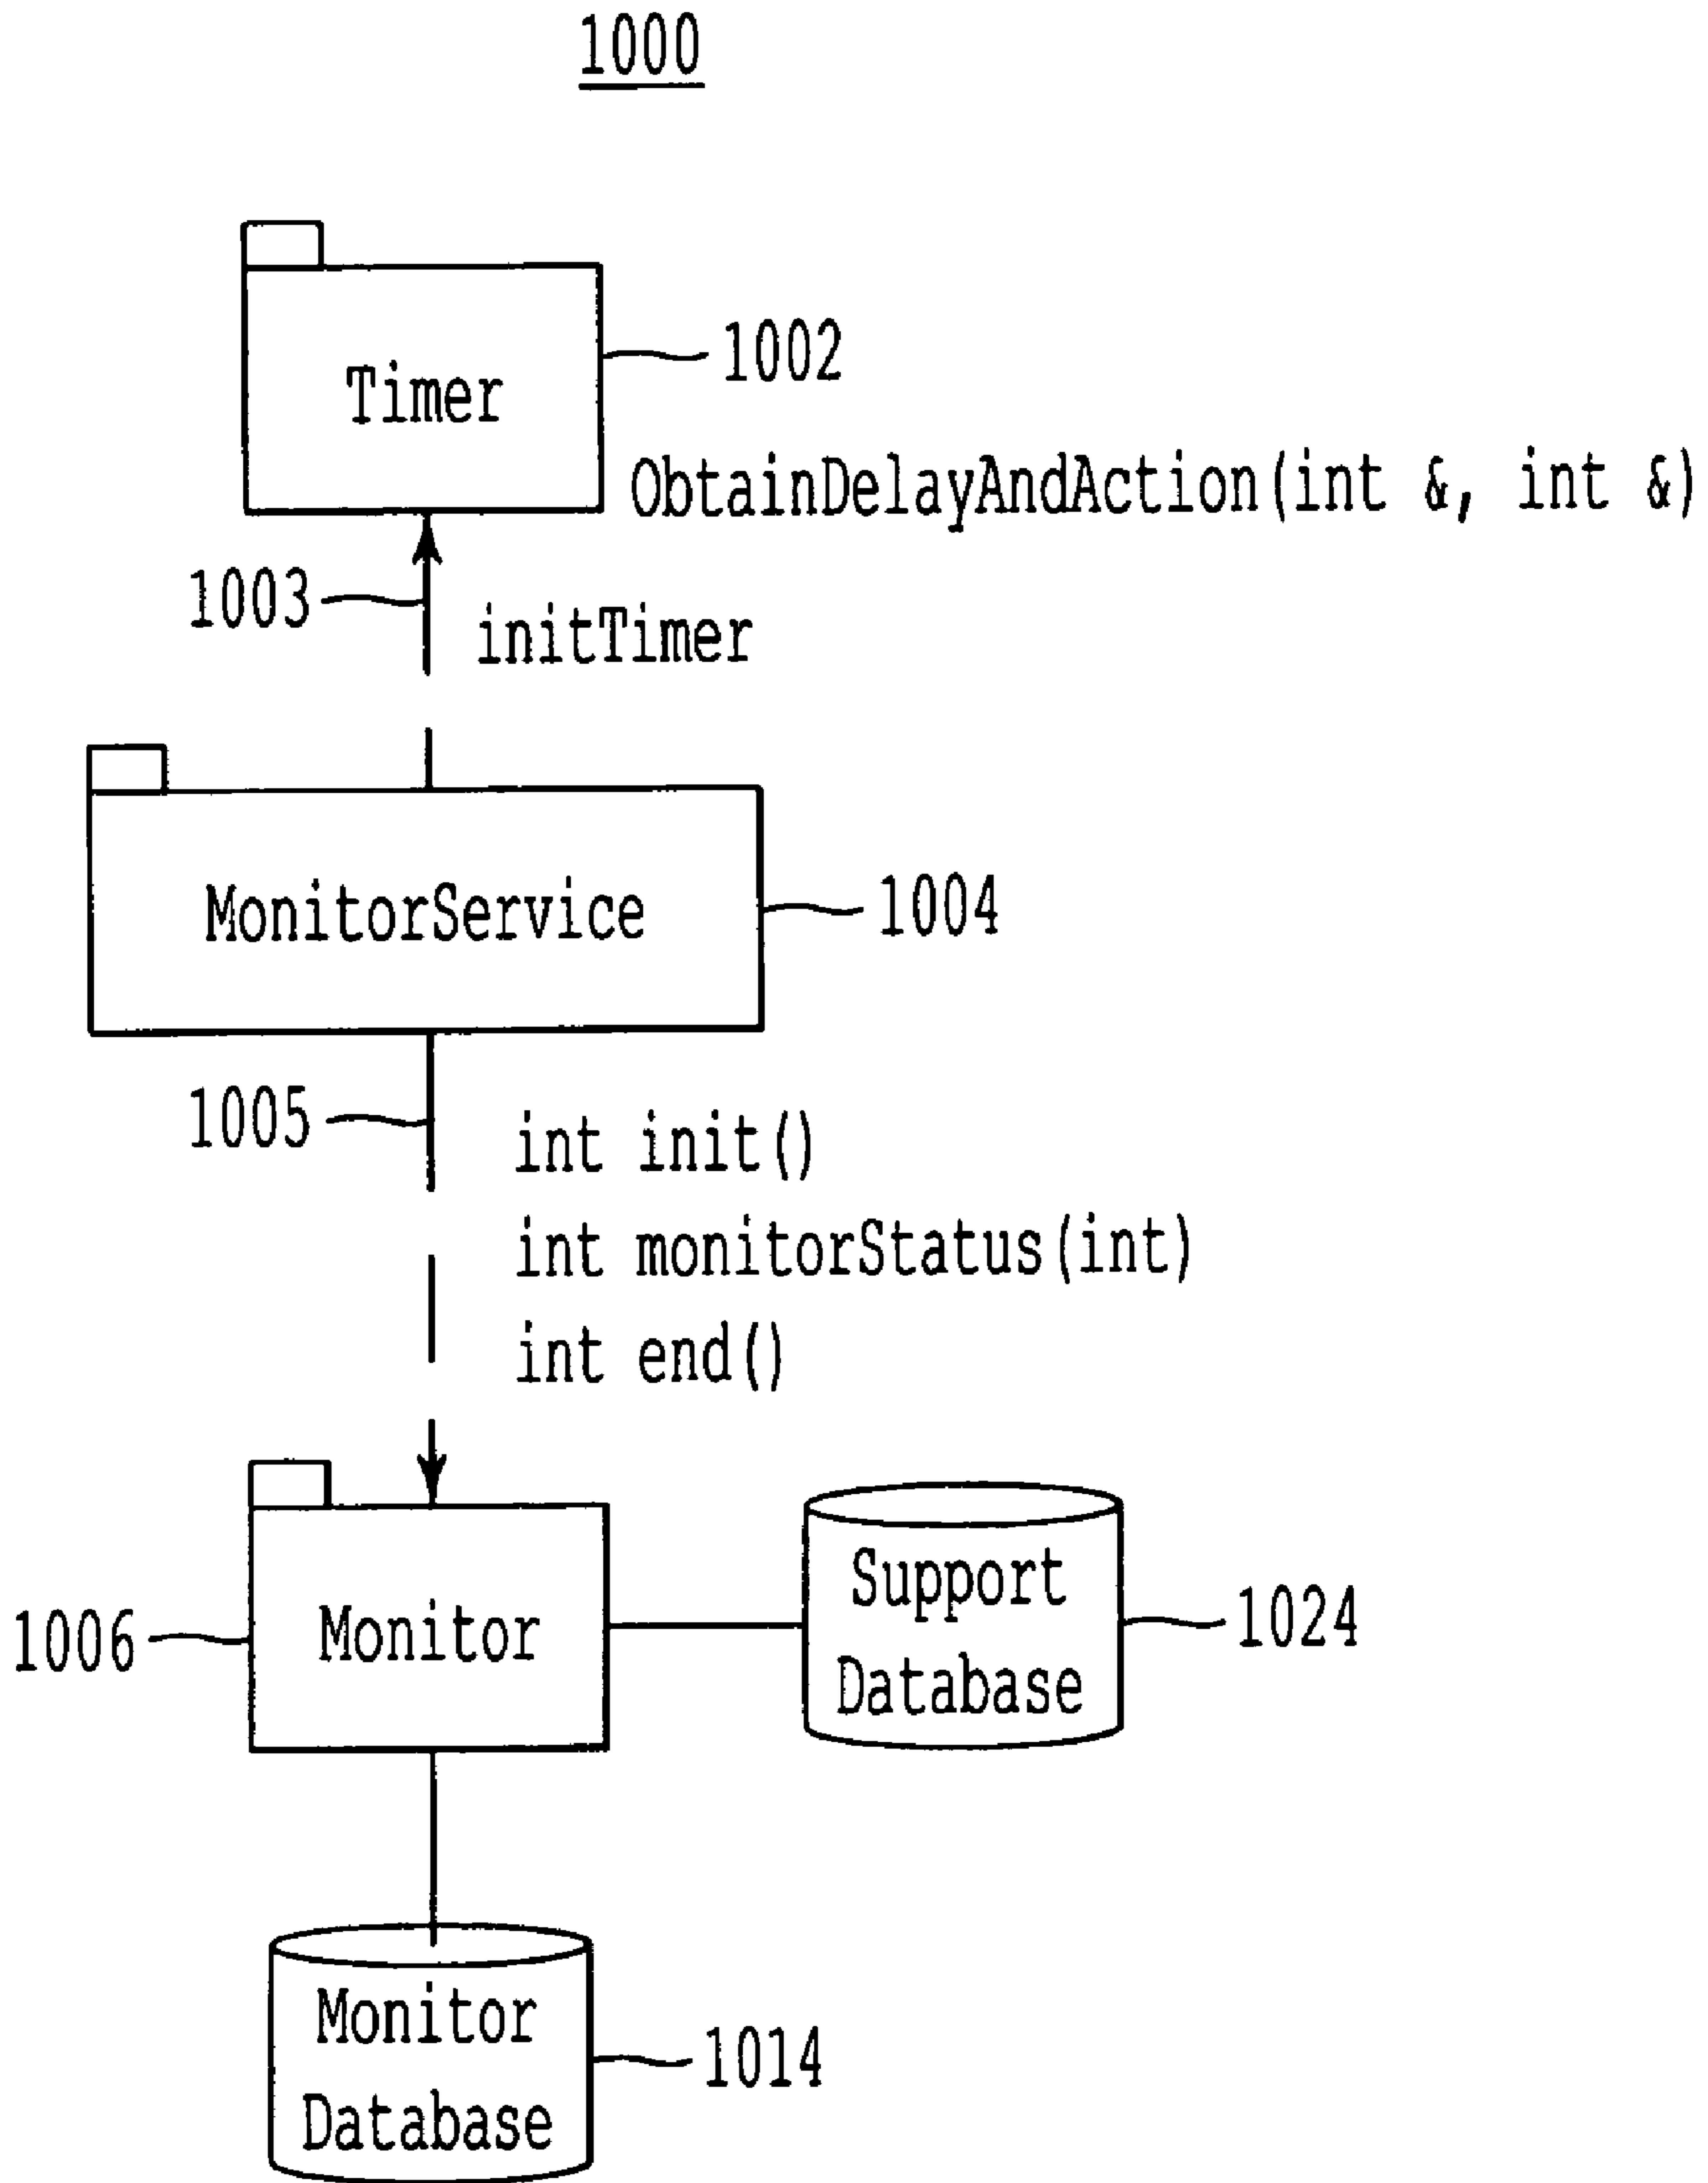 1000
1002
Timer
ObtainDelayAndAction(int &, int &)
1003
initTimer
MonitorService
1004
1005
int init()
int monitorStatus(int)
int end()
Support
Database
1024
1006
Monitor
Monitor
Database
1014